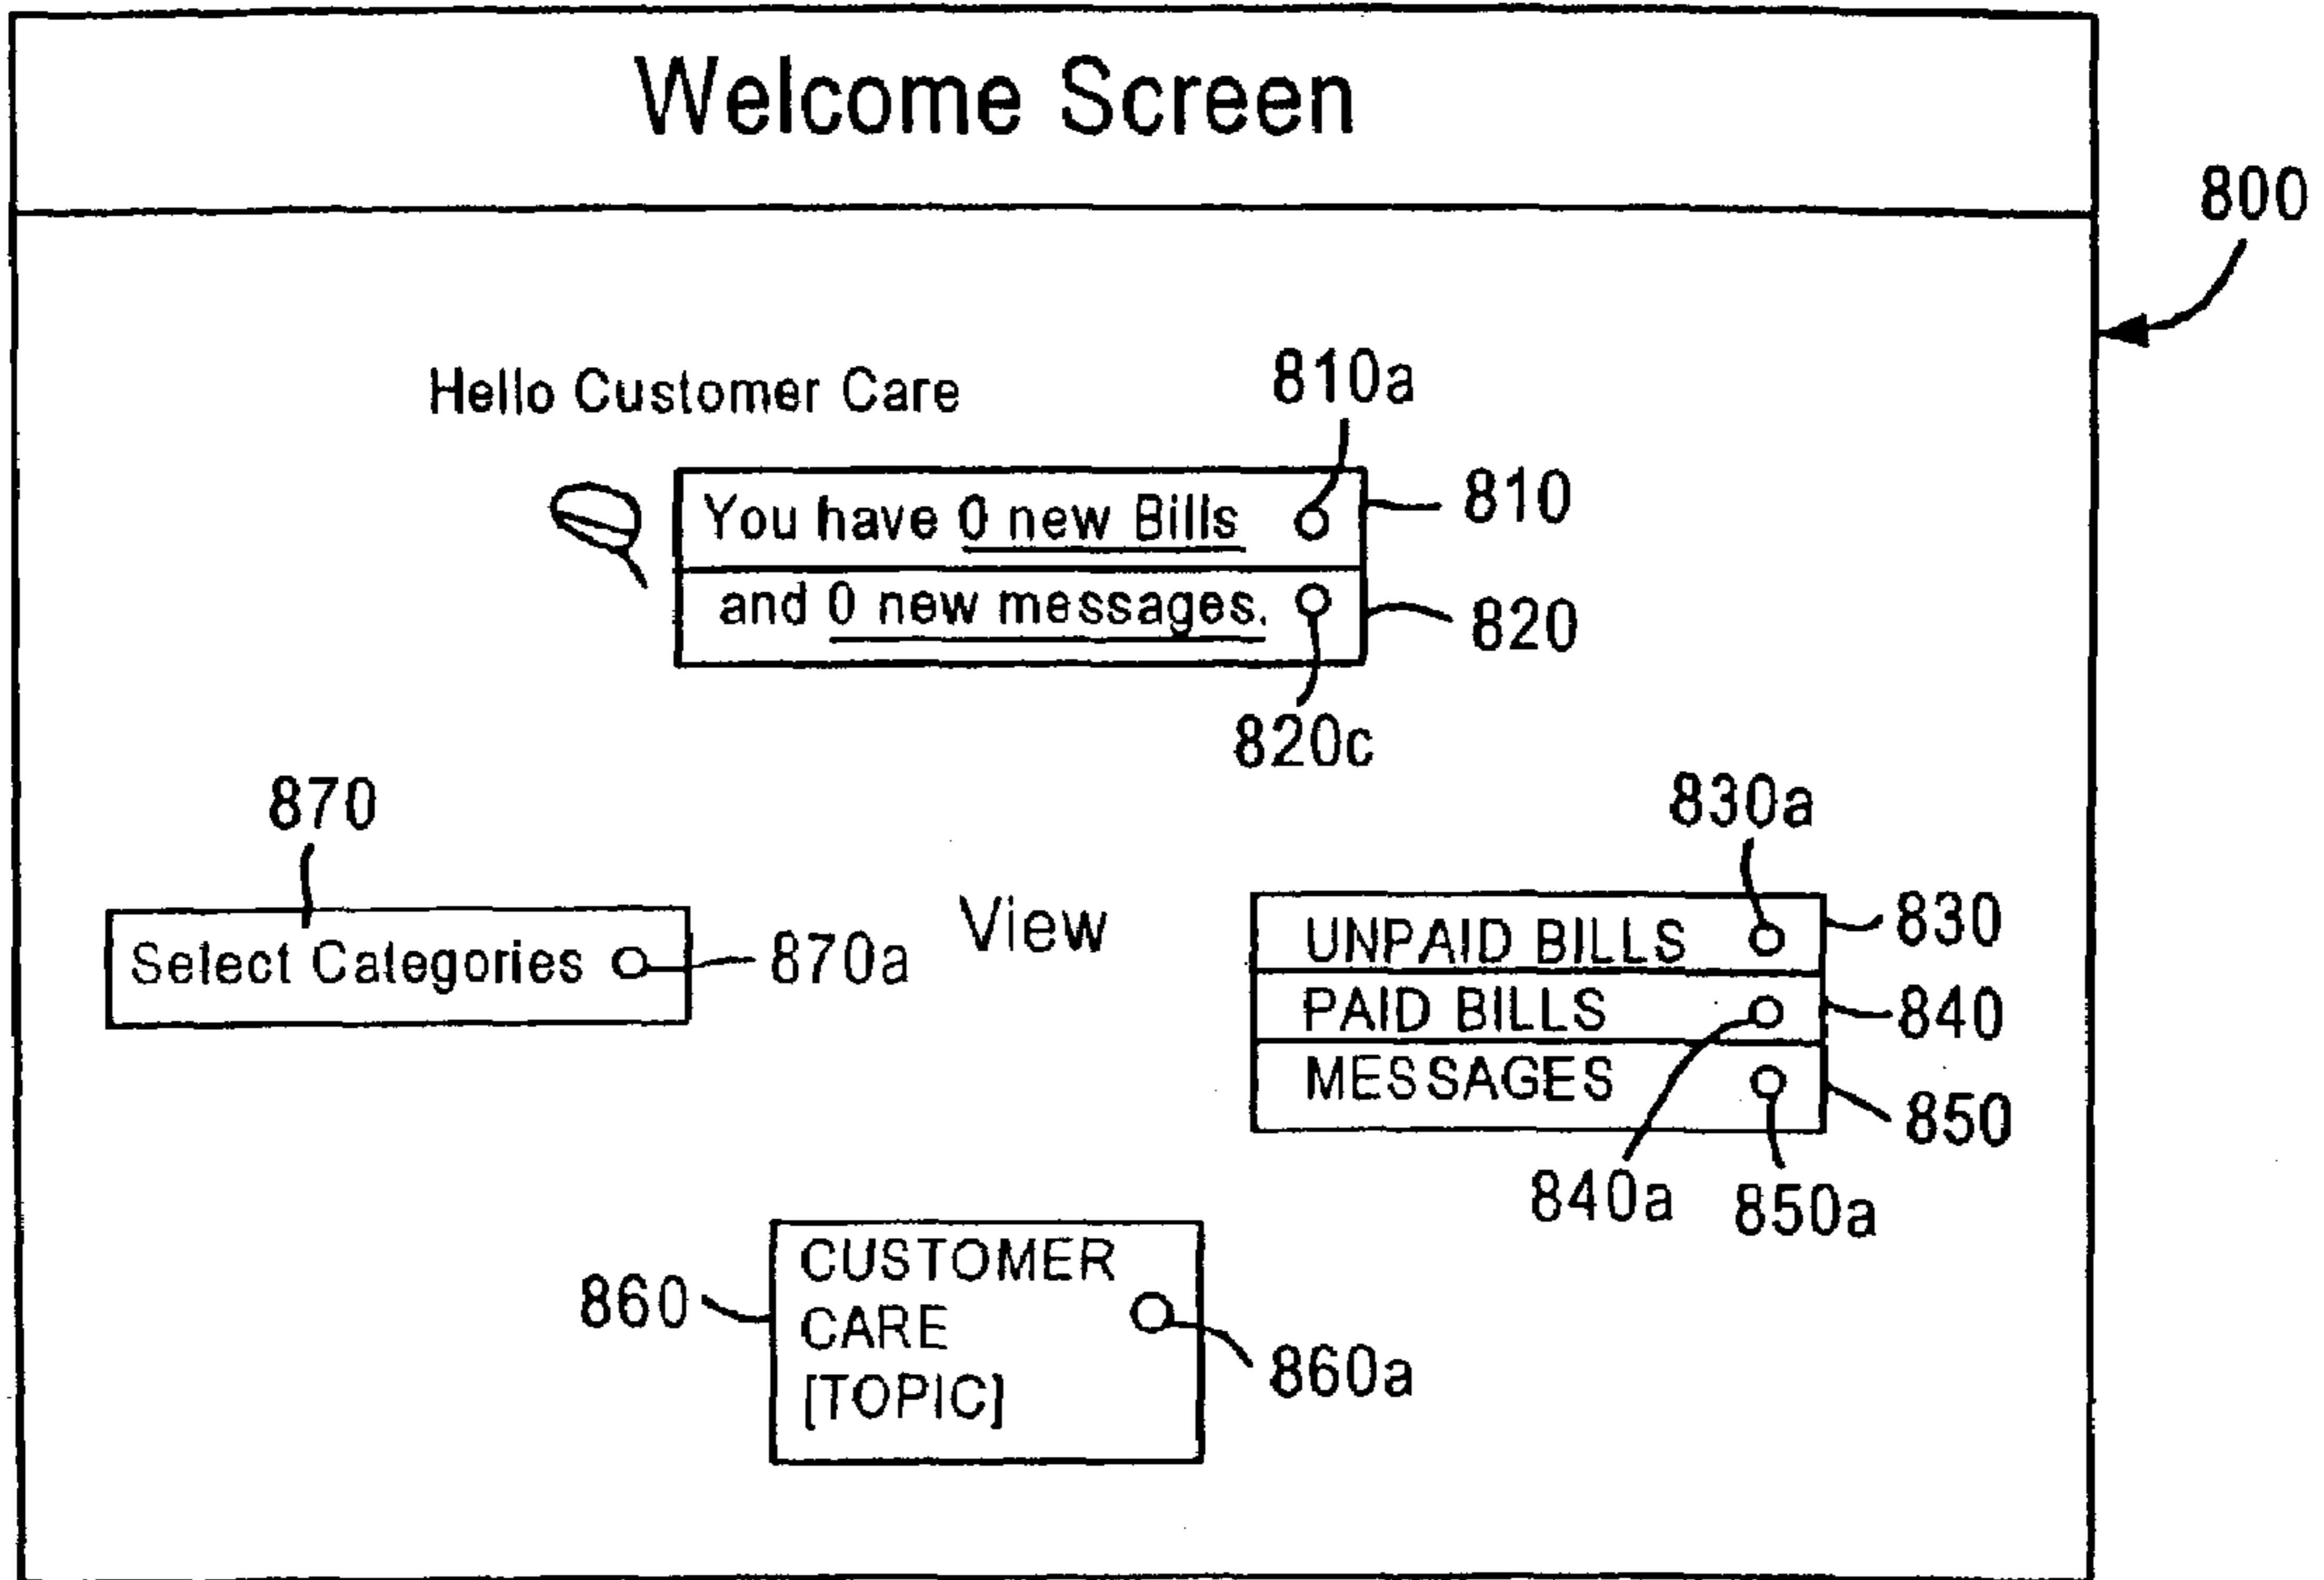 Welcome Screen
800
Hello Customer Care
810a
You have 0 new Bills
810
and 0 new messages.
820
820c
870
830a
Select Categories
870a
View
UNPAID BILLS
830
PAID BILLS
840
MESSAGES
850
840a
850a
860
CUSTOMER
CARE
[TOPIC]
860a